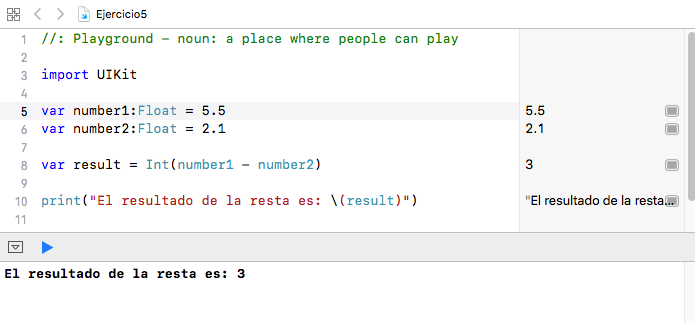 Ejercicio5
1 //: Playground - noun: a place where people can play
2
3 import UIKit
4
5 var number1:Float = 5.5 5.5
6 var number2:Float = 2.1 2.1
7
8 var result = Int(number1 - number2) 3
9
10 print("El resultado de la resta es: \(result)") "El resultado de la resta...
11
El resultado de la resta es: 3